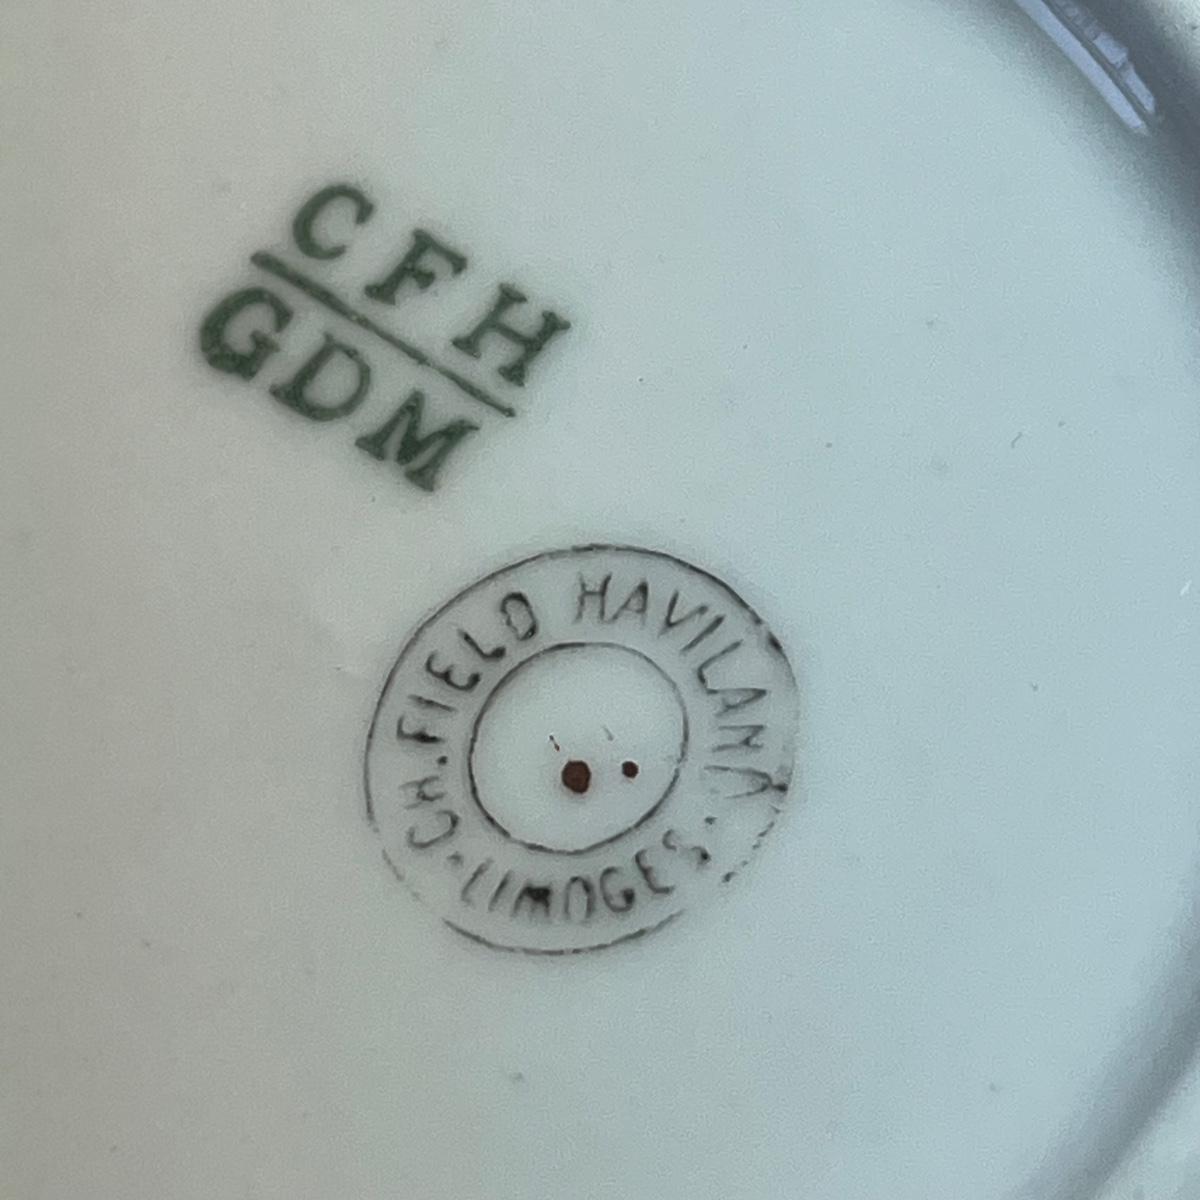 CFH
GDM
CH. FIELD HAVILAND
• LIMOGES •